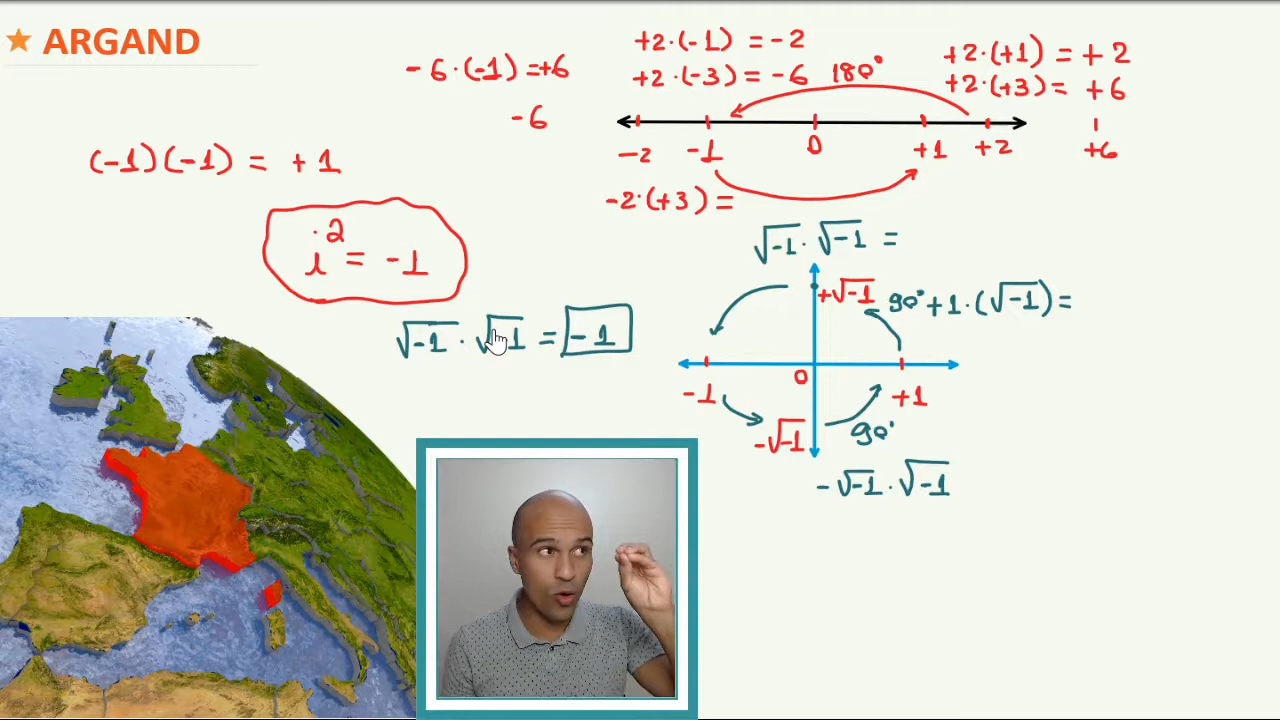 ARGAND
+2·(-1) = -2
+2·(+1) = +2
-6·(-1)=+6
+2·(-3) = -6
180°
+2·(+3) = +6
-6
-2
-1
0
+1
+2
+6
(-1)(-1) = +1
-2·(+3) =
i² = -1
√-1 · √-1 =
+√-1
90°
+1·(√-1) =
√-1 · √-1 = -1
-1
0
+1
-√-1
90°
-√-1 · √-1